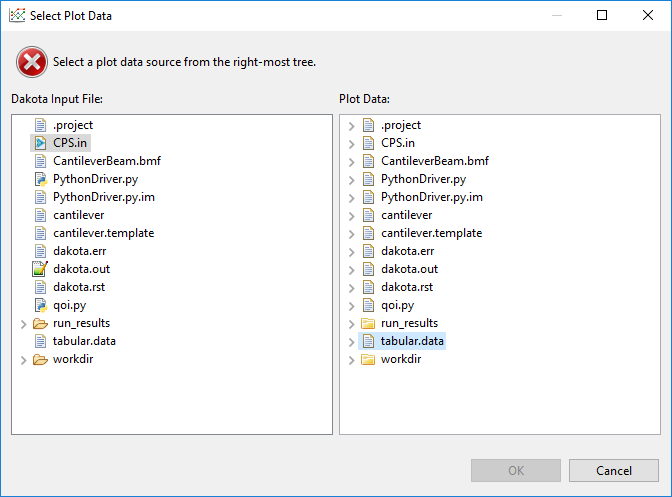 Select Plot Data
Select a plot data source from the right-most tree.
Dakota Input File:
.project
CPS.in
CantileverBeam.bmf
PythonDriver.py
PythonDriver.py.im
cantilever
cantilever.template
dakota.err
dakota.out
dakota.rst
qoi.py
run_results
tabular.data
workdir
Plot Data:
.project
CPS.in
CantileverBeam.bmf
PythonDriver.py
PythonDriver.py.im
cantilever
cantilever.template
dakota.err
dakota.out
dakota.rst
qoi.py
run_results
tabular.data
workdir
OK
Cancel